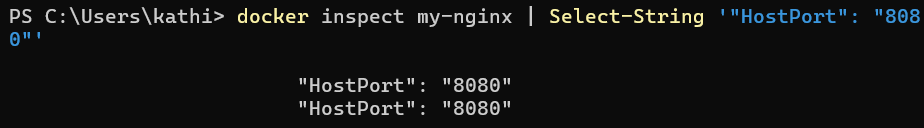 PS C:\Users\kathi> docker inspect my-nginx | Select-String '"HostPort": "808
0"'
"HostPort": "8080"
"HostPort": "8080"